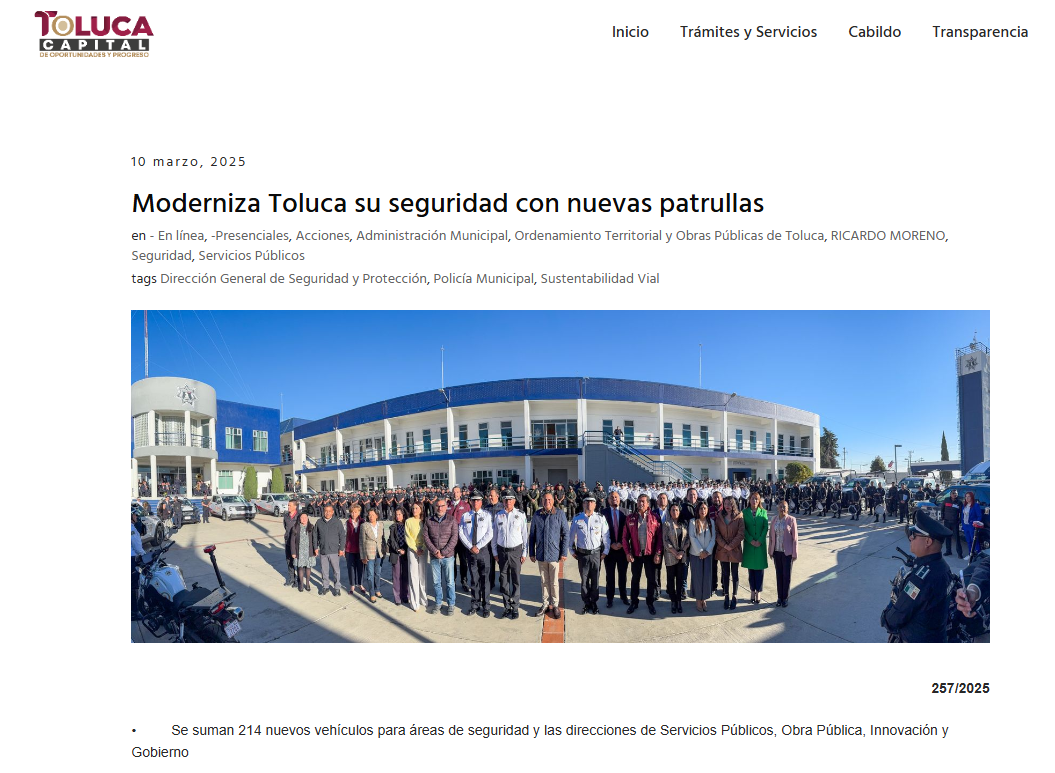 TOLUCA
CAPITAL
DE OPORTUNIDADES Y PROGRESO
Inicio Trámites y Servicios Cabildo Transparencia
10 marzo, 2025
Moderniza Toluca su seguridad con nuevas patrullas
en - En línea, -Presenciales, Acciones, Administración Municipal, Ordenamiento Territorial y Obras Públicas de Toluca, RICARDO MORENO,
Seguridad, Servicios Públicos
tags Dirección General de Seguridad y Protección, Policía Municipal, Sustentabilidad Vial
257/2025
• Se suman 214 nuevos vehículos para áreas de seguridad y las direcciones de Servicios Públicos, Obra Pública, Innovación y
Gobierno